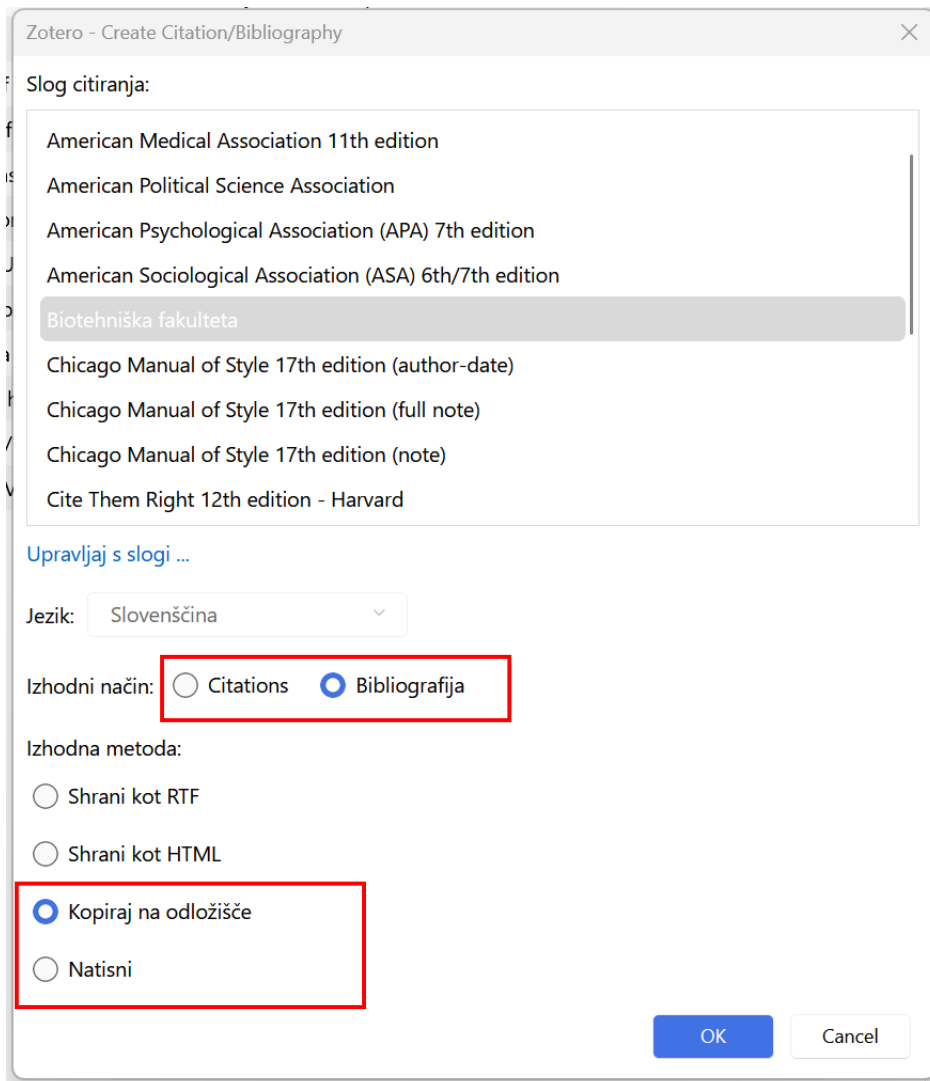 Zotero - Create Citation/Bibliography
Slog citiranja:
American Medical Association 11th edition
American Political Science Association
American Psychological Association (APA) 7th edition
American Sociological Association (ASA) 6th/7th edition
Biotehniška fakulteta
Chicago Manual of Style 17th edition (author-date)
Chicago Manual of Style 17th edition (full note)
Chicago Manual of Style 17th edition (note)
Cite Them Right 12th edition - Harvard
Upravljaj s slogi ...
Jezik: Slovenščina
Izhodni način: Citations Bibliografija
Izhodna metoda:
Shrani kot RTF
Shrani kot HTML
Kopiraj na odložišče
Natisni
OK Cancel